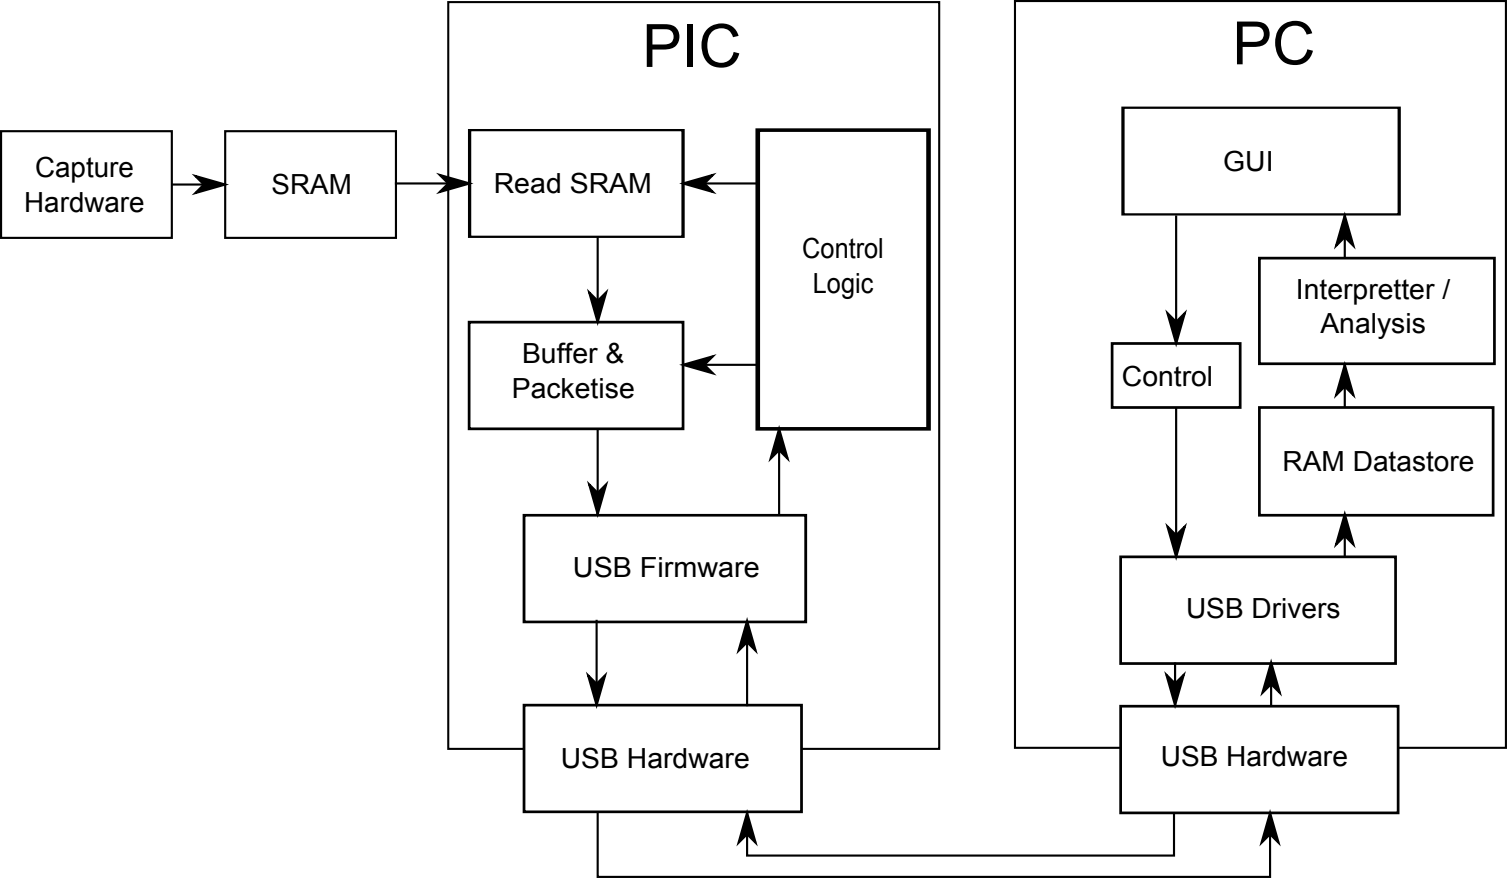 PIC
PC
Capture
Hardware
SRAM
Read SRAM
Control
Logic
Buffer &
Packetise
USB Firmware
USB Hardware
GUI
Interpretter /
Analysis
Control
RAM Datastore
USB Drivers
USB Hardware